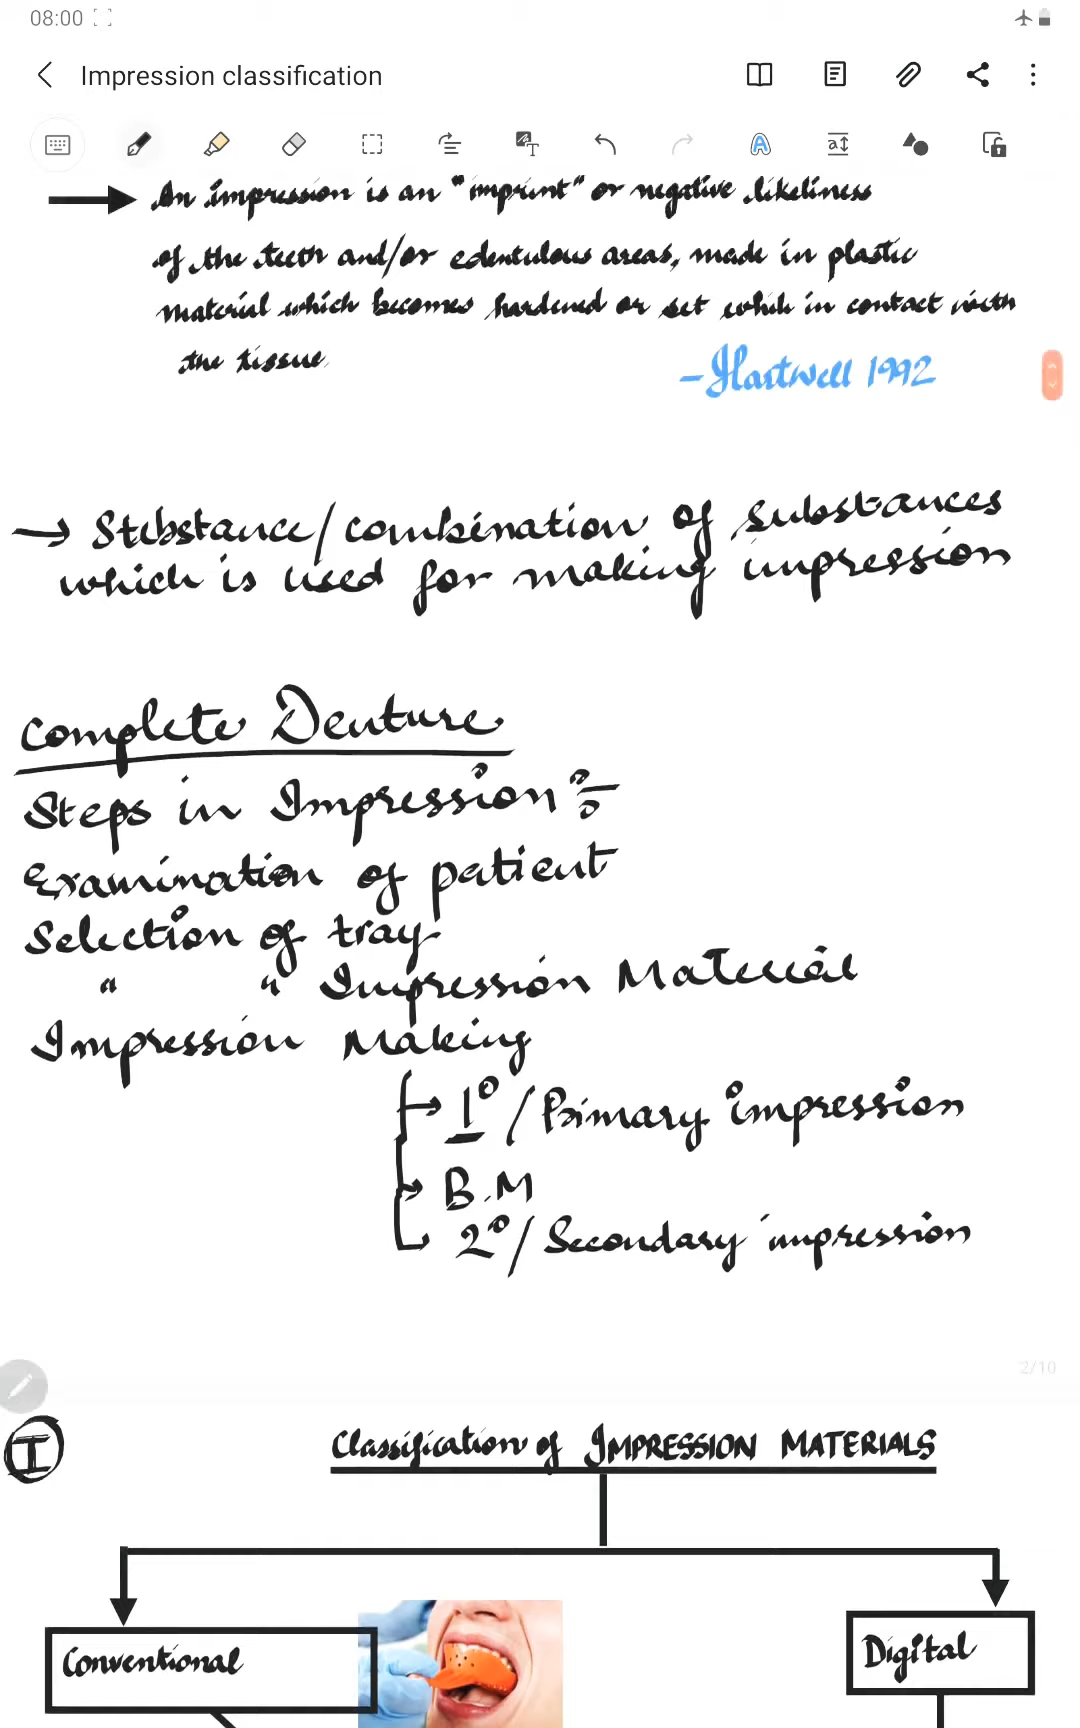 08:00
Impression classification
An impression is an "imprint" or negative likeliness
of the teeth and/or edentulous areas, made in plastic
material which becomes hardened or set while in contact with
the tissue.
- Hartwell 1992
→ Substance/combination of substances
which is used for making impression
Complete Denture
Steps in Impression :-
Examination of patient
Selection of tray
" " Impression Material
Impression Making
→ 1° / Primary impression
→ B.M
2° / Secondary impression
2/10
I
Classification of IMPRESSION MATERIALS
Conventional
Digital